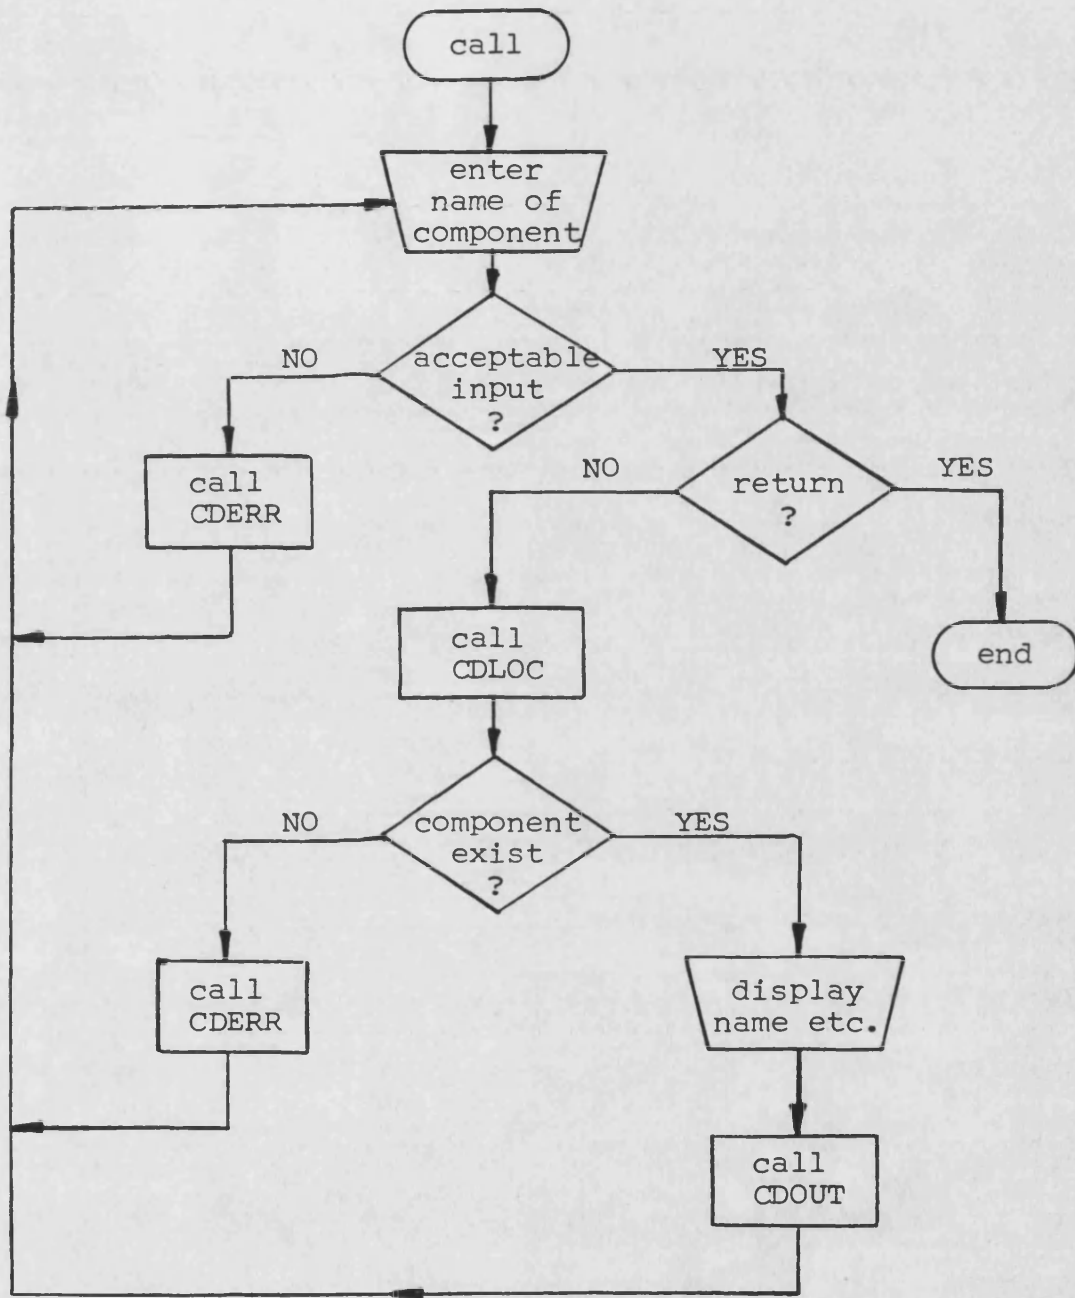 call
enter
name of
component
NO
acceptable
input
?
YES
call
CDERR
NO
return
?
YES
call
CDLOC
end
NO
component
exist
?
YES
call
CDERR
display
name etc.
call
CDOUT